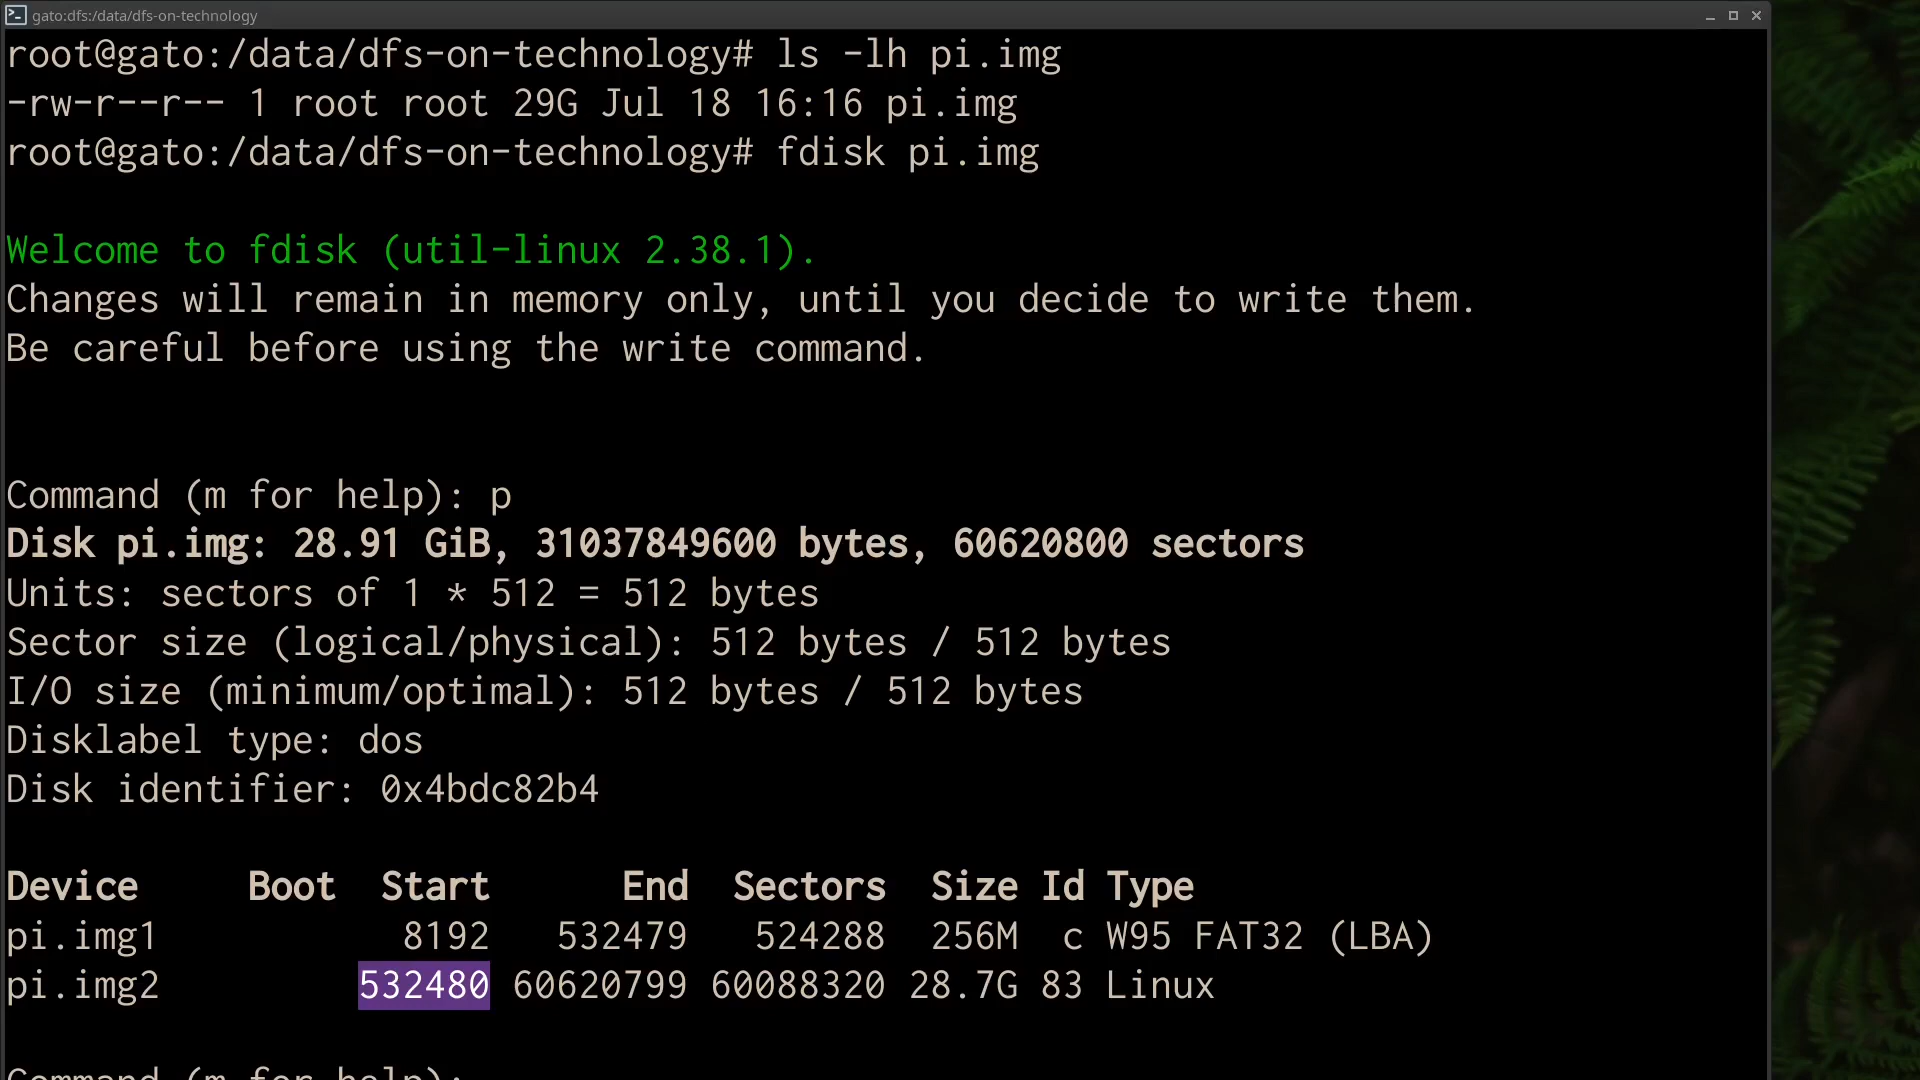 gato:dfs:/data/dfs-on-technology
root@gato:/data/dfs-on-technology# ls -lh pi.img
-rw-r--r-- 1 root root 29G Jul 18 16:16 pi.img
root@gato:/data/dfs-on-technology# fdisk pi.img
Welcome to fdisk (util-linux 2.38.1).
Changes will remain in memory only, until you decide to write them.
Be careful before using the write command.
Command (m for help): p
Disk pi.img: 28.91 GiB, 31037849600 bytes, 60620800 sectors
Units: sectors of 1 * 512 = 512 bytes
Sector size (logical/physical): 512 bytes / 512 bytes
I/O size (minimum/optimal): 512 bytes / 512 bytes
Disklabel type: dos
Disk identifier: 0x4bdc82b4
Device     Boot  Start      End  Sectors  Size Id Type
pi.img1           8192   532479   524288  256M  c W95 FAT32 (LBA)
pi.img2         532480 60620799 60088320 28.7G 83 Linux
Command (m for help):